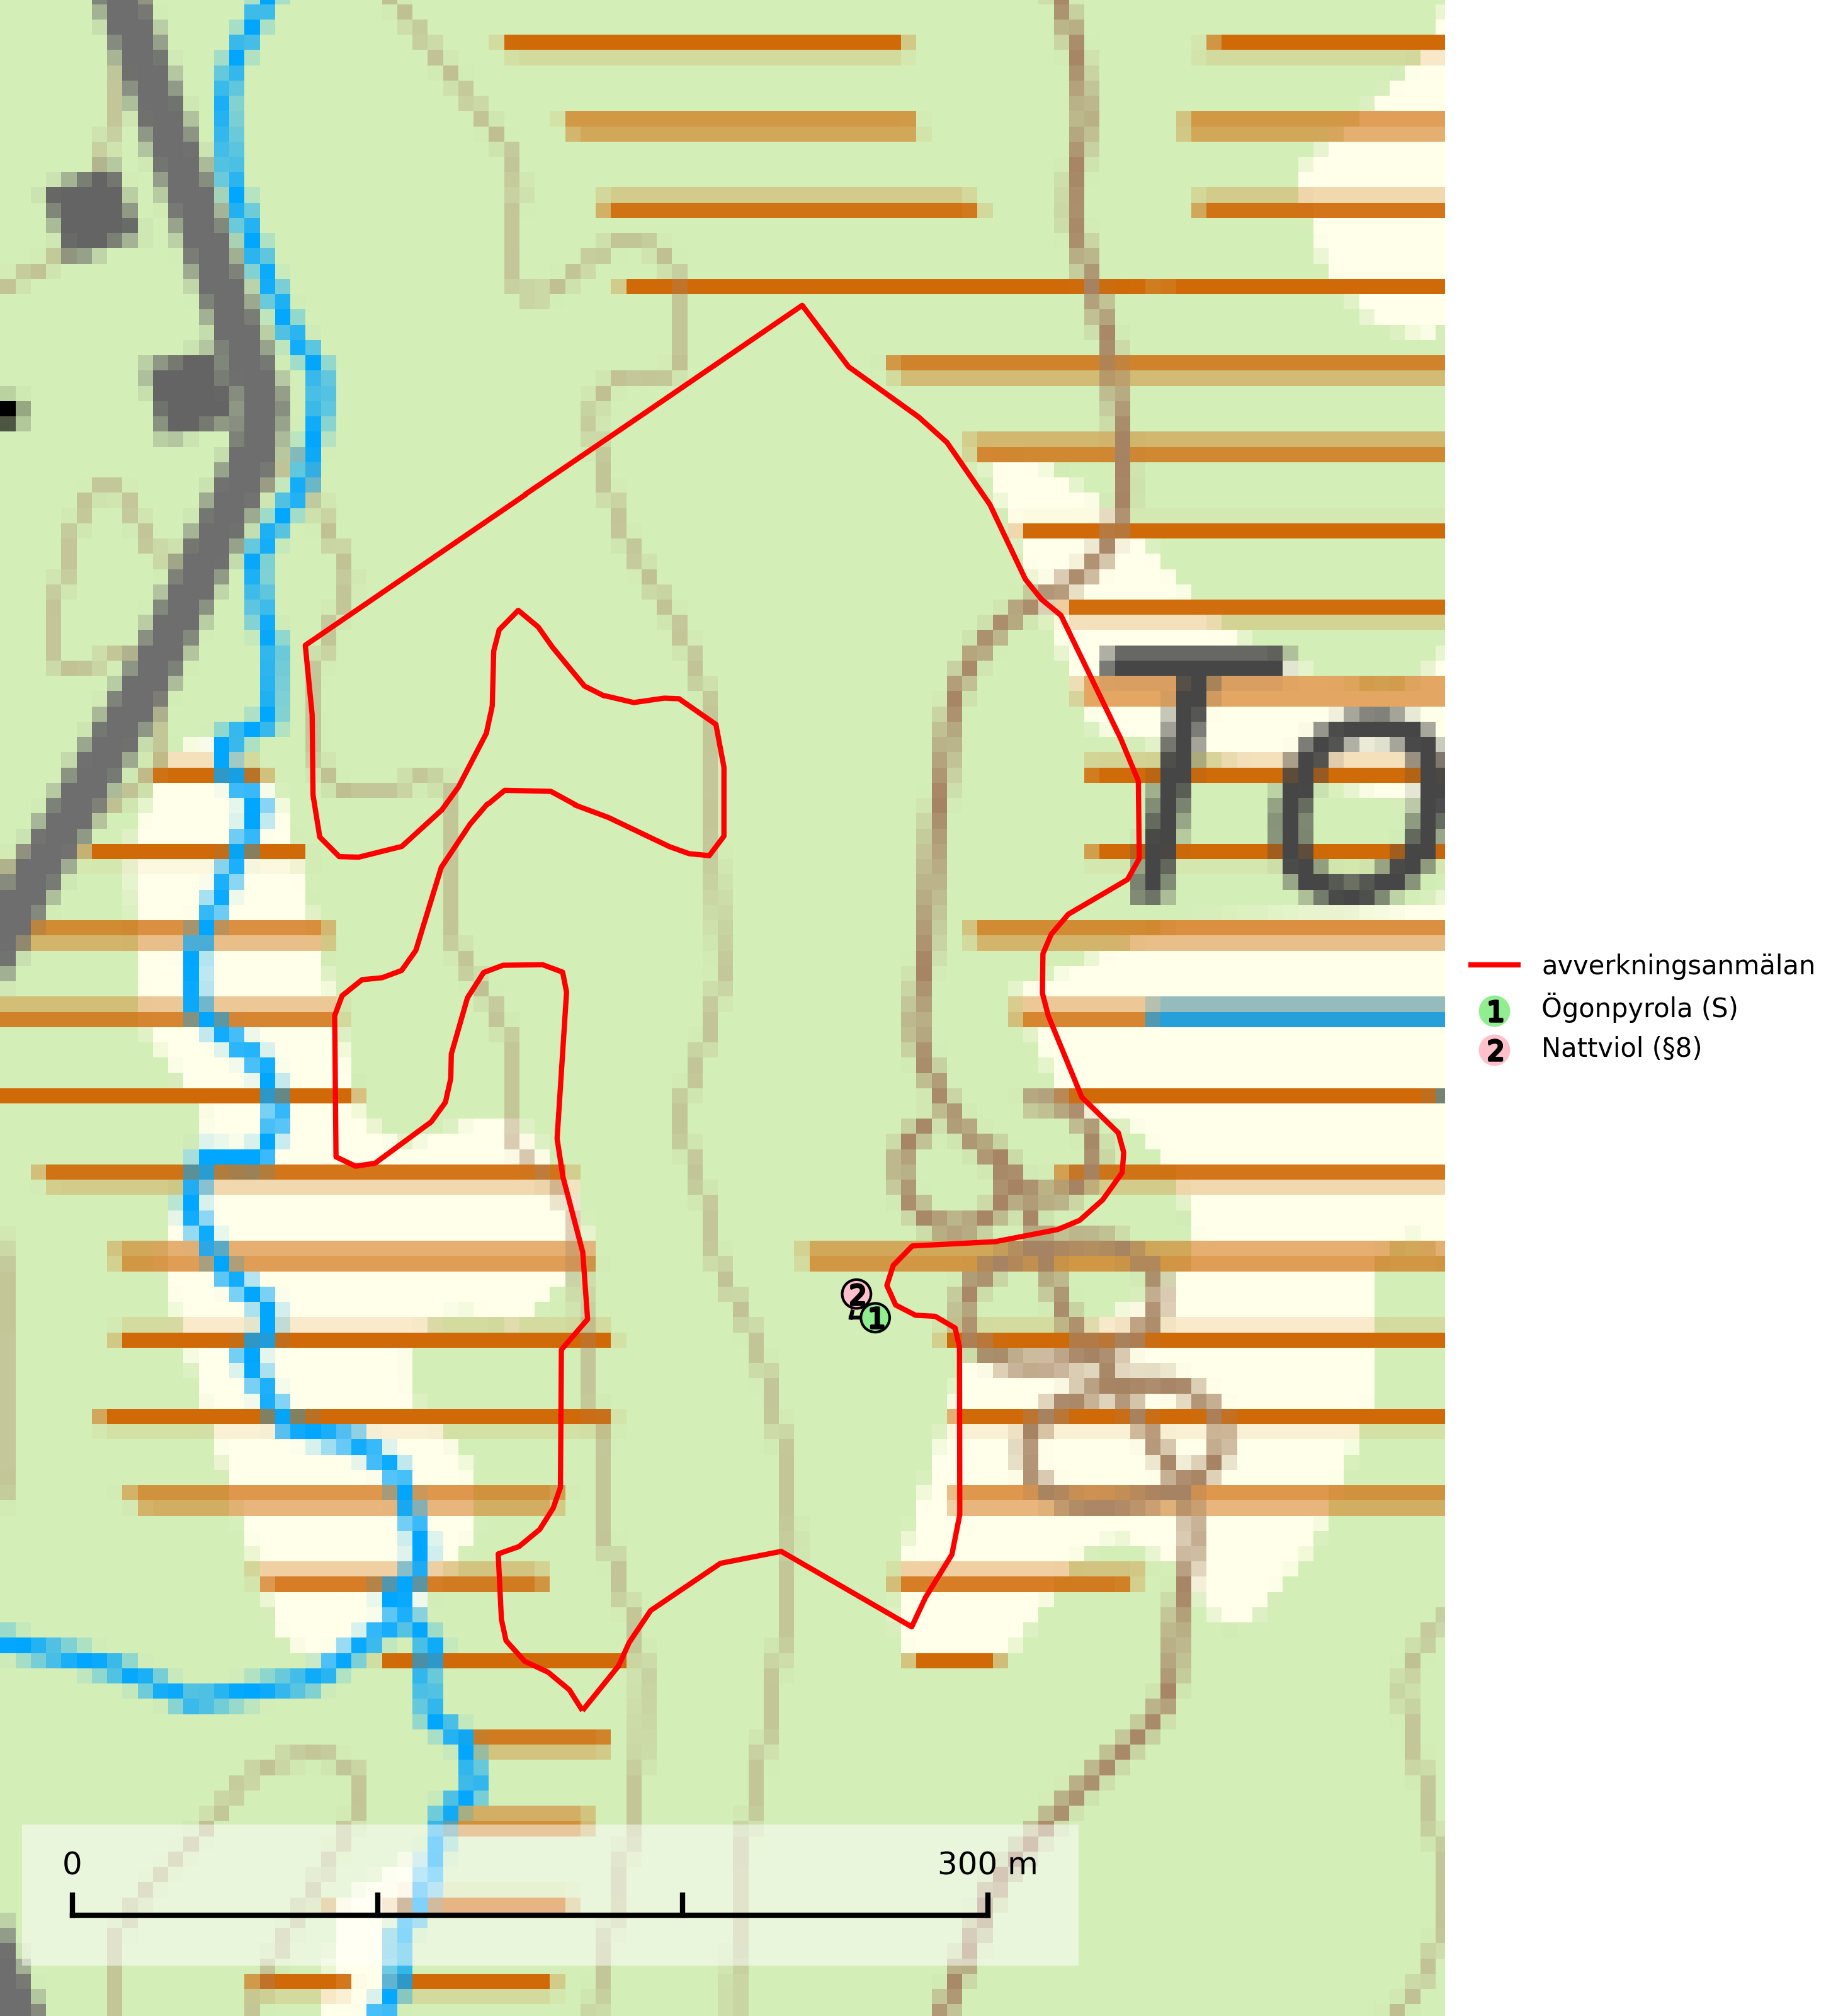 To
avverkningsanmälan
1 Ögonpyrola (S)
2 Nattviol (§8)
2
1
0 300 m